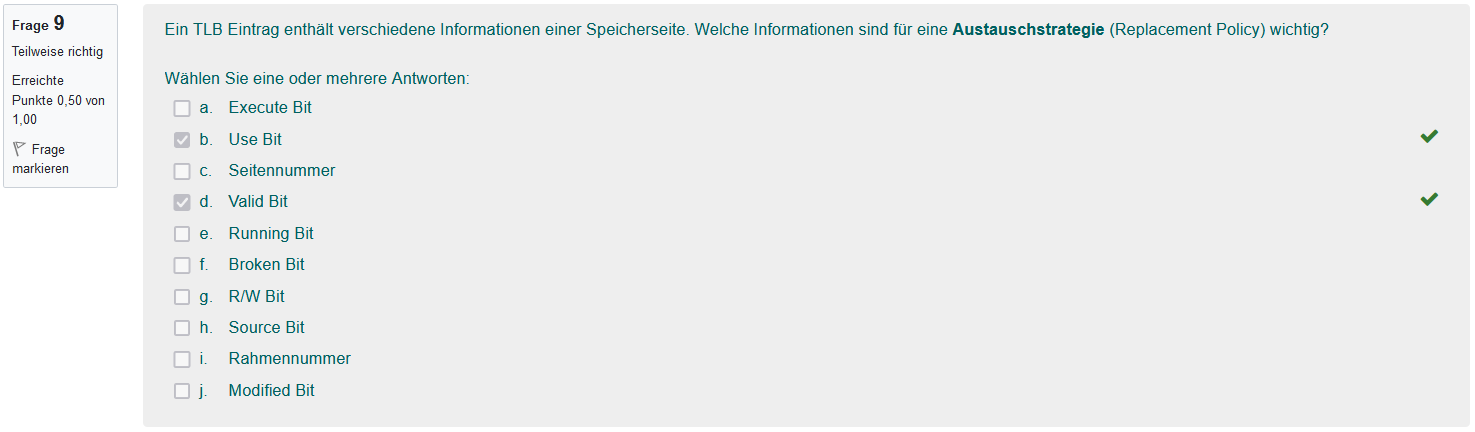 Frage 9
Teilweise richtig
Erreichte
Punkte 0,50 von
1,00
Frage
markieren
Ein TLB Eintrag enthält verschiedene Informationen einer Speicherseite. Welche Informationen sind für eine Austauschstrategie (Replacement Policy) wichtig?
Wählen Sie eine oder mehrere Antworten:
a. Execute Bit
b. Use Bit
c. Seitennummer
d. Valid Bit
e. Running Bit
f. Broken Bit
g. R/W Bit
h. Source Bit
i. Rahmennummer
j. Modified Bit